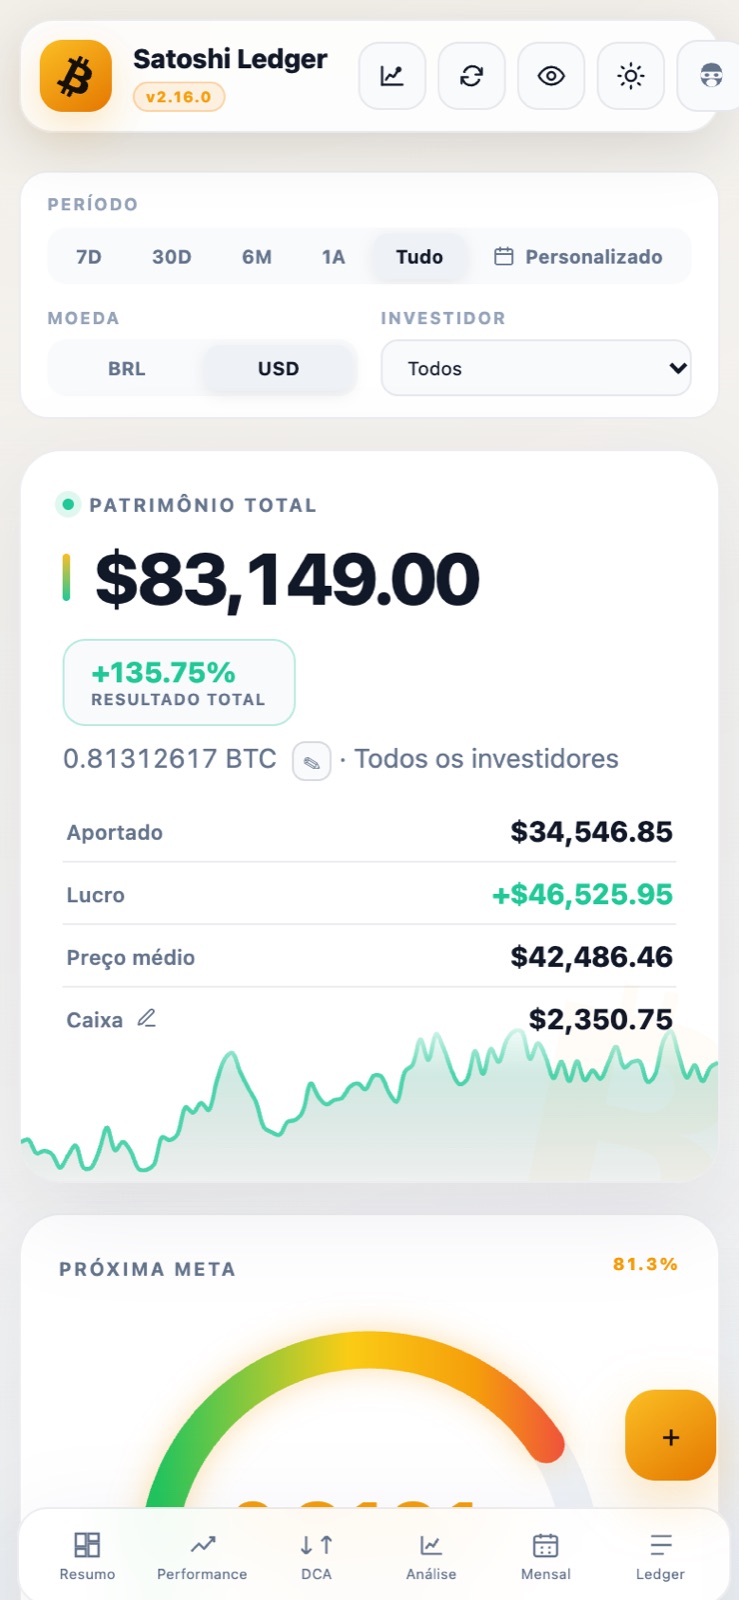 Satoshi Ledger
v2.16.0
PERÍODO
7D 30D 6M 1A Tudo Personalizado
MOEDA INVESTIDOR
BRL USD Todos
PATRIMÔNIO TOTAL
$83,149.00
+135.75%
RESULTADO TOTAL
0.81312617 BTC · Todos os investidores
Aportado $34,546.85
Lucro +$46,525.95
Preço médio $42,486.46
Caixa $2,350.75
PRÓXIMA META 81.3%
+
Resumo Performance DCA Análise Mensal Ledger